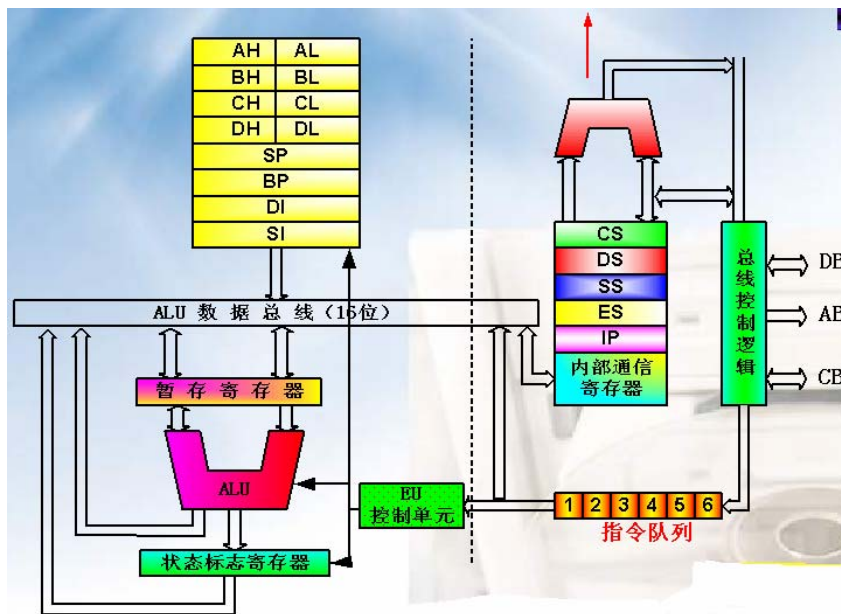 AH AL
BH BL
CH CL
DH DL
SP
BP
DI
SI
ALU 数据总线（16位）
暂存寄存器
ALU
状态标志寄存器
EU
控制单元
CS
DS
SS
ES
IP
内部通信
寄存器
总线控制逻辑
DB
AB
CB
1 2 3 4 5 6
指令队列